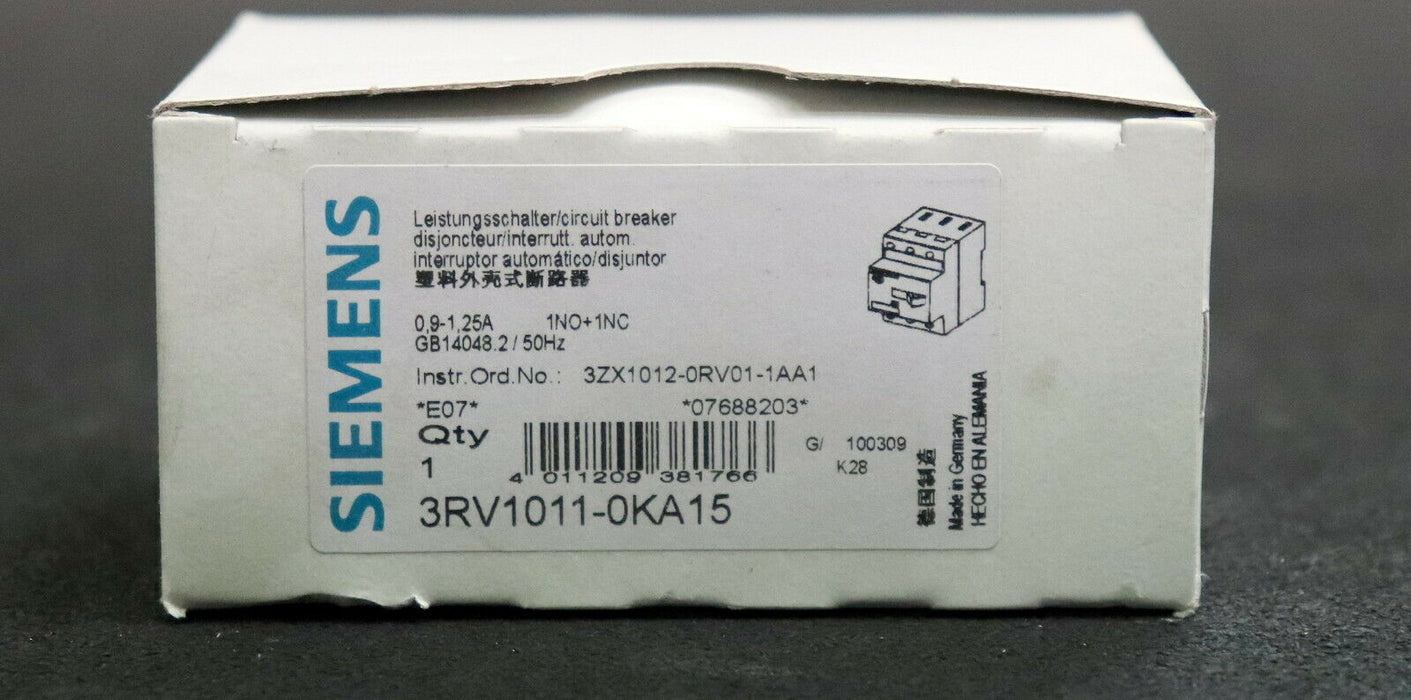 SIEMENS
Leistungsschalter/circuit breaker
disjoncteur/interrutt. autom.
interruptor automático/disjuntor
塑料外壳式断路器
0,9-1,25A 1NO+1NC
GB14048.2 / 50Hz
Instr.Ord.No.: 3ZX1012-0RV01-1AA1
*E07* *07688203*
Qty
1
4 011209 381766
G/ 100309
K28
3RV1011-0KA15
德国制造
Made in Germany
HECHO EN ALEMANIA